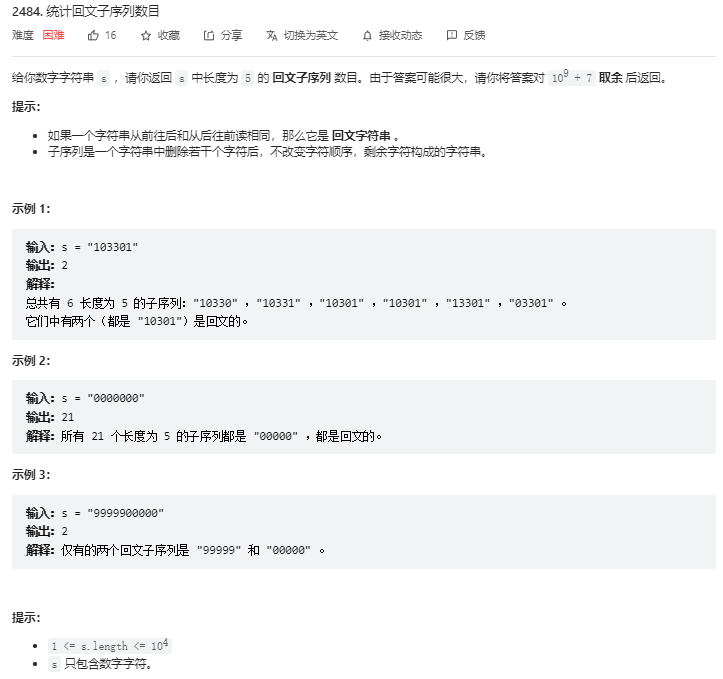 2484. 统计回文子序列数目
难度 困难 16 收藏 分享 切换为英文 接收动态 反馈
给你数字字符串 s ，请你返回 s 中长度为 5 的 回文子序列 数目。由于答案可能很大，请你将答案对 10^9 + 7 取余 后返回。
提示：
• 如果一个字符串从前往后和从后往前读相同，那么它是 回文字符串 。
• 子序列是一个字符串中删除若干个字符后，不改变字符顺序，剩余字符构成的字符串。
示例 1：
输入：s = "103301"
输出：2
解释：
总共有 6 长度为 5 的子序列："10330" ，"10331" ，"10301" ，"10301" ，"13301" ，"03301" 。
它们中有两个（都是 "10301"）是回文的。
示例 2：
输入：s = "0000000"
输出：21
解释：所有 21 个长度为 5 的子序列都是 "00000" ，都是回文的。
示例 3：
输入：s = "9999900000"
输出：2
解释：仅有的两个回文子序列是 "99999" 和 "00000" 。
提示：
• 1 <= s.length <= 10^4
• s 只包含数字字符。